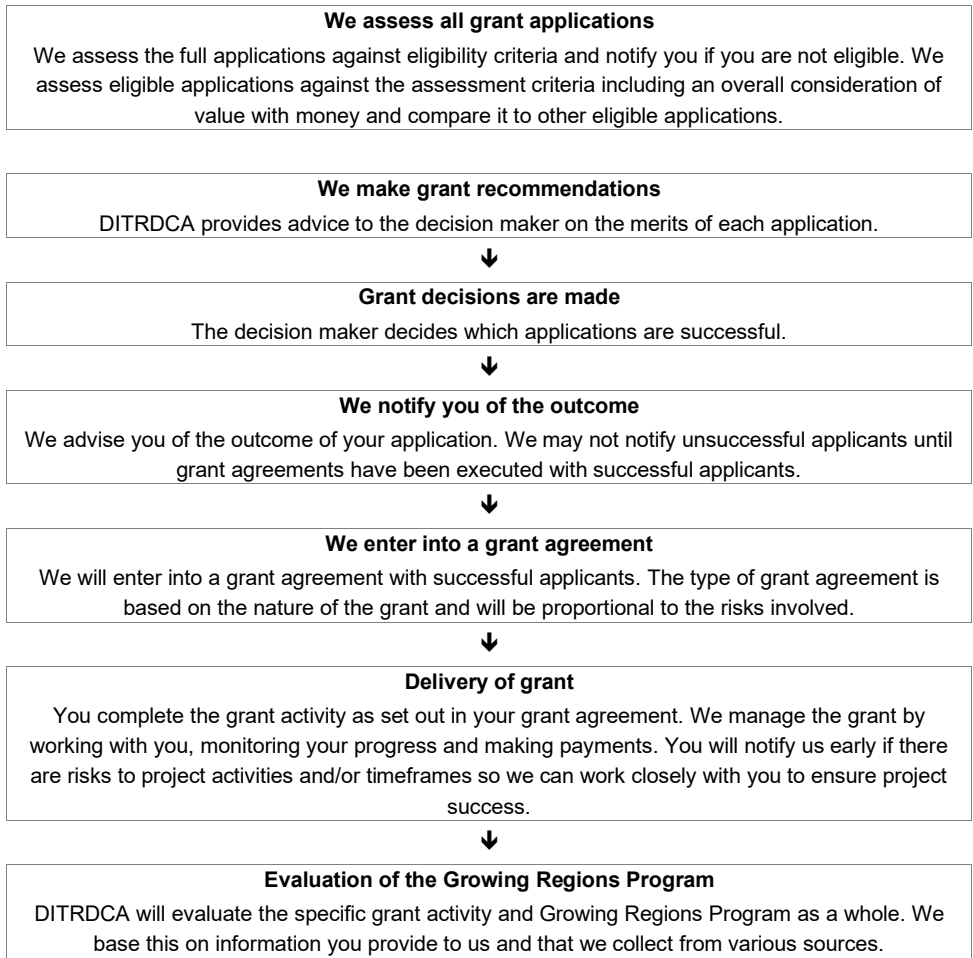 We assess all grant applications
We assess the full applications against eligibility criteria and notify you if you are not eligible. We
assess eligible applications against the assessment criteria including an overall consideration of
value with money and compare it to other eligible applications.
We make grant recommendations
DITRDCA provides advice to the decision maker on the merits of each application.
Grant decisions are made
The decision maker decides which applications are successful.
We notify you of the outcome
We advise you of the outcome of your application. We may not notify unsuccessful applicants until
grant agreements have been executed with successful applicants.
We enter into a grant agreement
We will enter into a grant agreement with successful applicants. The type of grant agreement is
based on the nature of the grant and will be proportional to the risks involved.
Delivery of grant
You complete the grant activity as set out in your grant agreement. We manage the grant by
working with you, monitoring your progress and making payments. You will notify us early if there
are risks to project activities and/or timeframes so we can work closely with you to ensure project
success.
Evaluation of the Growing Regions Program
DITRDCA will evaluate the specific grant activity and Growing Regions Program as a whole. We
base this on information you provide to us and that we collect from various sources.